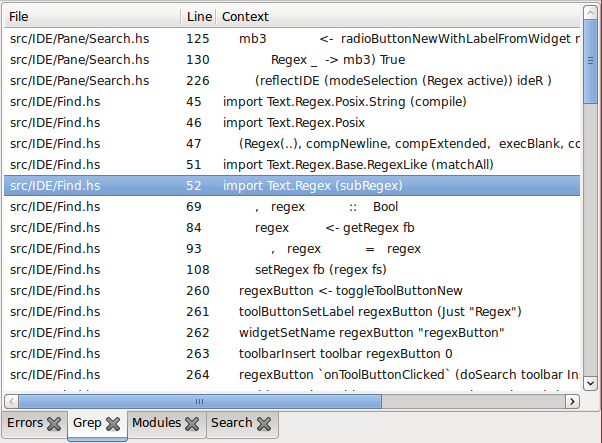 File Line Context
src/IDE/Pane/Search.hs 125 mb3 <- radioButtonNewWithLabelFromWidget
src/IDE/Pane/Search.hs 130 Regex _ -> mb3) True
src/IDE/Pane/Search.hs 226 (reflectIDE (modeSelection (Regex active)) ideR )
src/IDE/Find.hs 45 import Text.Regex.Posix.String (compile)
src/IDE/Find.hs 46 import Text.Regex.Posix
src/IDE/Find.hs 47 (Regex(..), compNewline, compExtended, execBlank, co
src/IDE/Find.hs 51 import Text.Regex.Base.RegexLike (matchAll)
src/IDE/Find.hs 52 import Text.Regex (subRegex)
src/IDE/Find.hs 69 , regex :: Bool
src/IDE/Find.hs 84 regex <- getRegex fb
src/IDE/Find.hs 93 , regex = regex
src/IDE/Find.hs 108 setRegex fb (regex fs)
src/IDE/Find.hs 260 regexButton <- toggleToolButtonNew
src/IDE/Find.hs 261 toolButtonSetLabel regexButton (Just "Regex")
src/IDE/Find.hs 262 widgetSetName regexButton "regexButton"
src/IDE/Find.hs 263 toolbarInsert toolbar regexButton 0
src/IDE/Find.hs 264 regexButton `onToolButtonClicked` (doSearch toolbar Ins
Errors Grep Modules Search